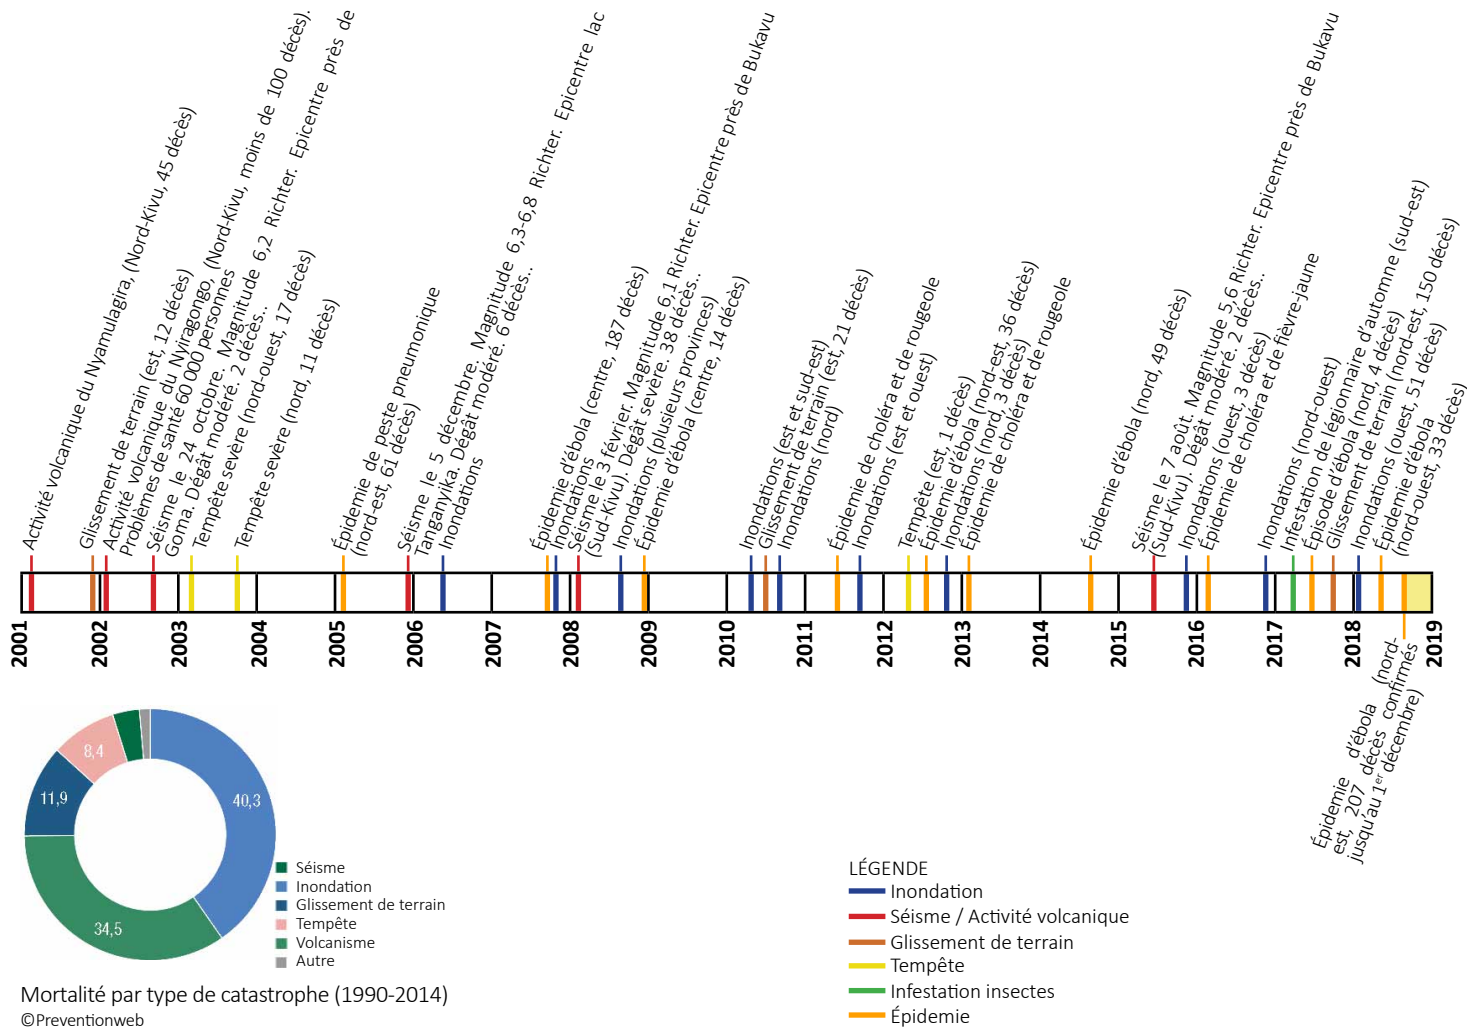 Activité volcanique du Nyamulagira, (Nord-Kivu, 45 décès)
Glissement de terrain (est, 12 décès)
Activité volcanique du Nyiragongo, (Nord-Kivu, moins de 100 décès).
Problèmes de santé 60 000 personnes
Séisme le 24 octobre. Magnitude 6,2 Richter. Epicentre près de
Goma. Dégât modéré. 2 décès..
Tempête sevère (nord-ouest, 17 décès)
Tempête sevère (nord, 11 décès)
Épidemie de peste pneumonique
(nord-est, 61 décès)
Séisme le 5 décembre. Magnitude 6,3-6,8 Richter. Epicentre lac
Tanganyika. Dégât modéré. 6 décès..
Inondations
Épidemie d'ébola (centre, 187 décès)
Inondations
Séisme le 3 février. Magnitude 6,1 Richter. Epicentre près de Bukavu
(Sud-Kivu). Dégât sevère. 38 décès..
Inondations (plusieurs provinces)
Épidemie d'ébola (centre, 14 décès)
Inondations (est et sud-est)
Glissement de terrain (est, 21 décès)
Inondations (nord)
Épidemie de choléra et de rougeole
Inondations (est et ouest)
Tempête (est, 1 décès)
Épidemie d'ébola (nord-est, 36 décès)
Inondations (nord, 3 décès)
Epidemie de choléra et de rougeole
Épidemie d'ébola (nord, 49 décès)
Séisme le 7 août. Magnitude 5,6 Richter. Epicentre près de Bukavu
(Sud-Kivu). Dégât modéré. 2 décès..
Inondations (ouest, 3 décès)
Épidemie de choléra et de fièvre-jaune
Inondations (nord-ouest)
Infestation de légionnaire d'automne (sud-est)
Épisode d'ébola (nord, 4 décès)
Glissement de terrain (nord-est, 150 décès)
Inondations (ouest, 51 décès)
Épidemie d'ébola
(nord-ouest, 33 décès)
2001
2002
2003
2004
2005
2006
2007
2008
2009
2010
2011
2012
2013
2014
2015
2016
2017
2018
2019
Épidemie d'ébola (nord-
est, 207 décès confirmés
jusqu'au 1er décembre)
8,4
11,9
40,3
34,5
Séisme
Inondation
Glissement de terrain
Tempête
Volcanisme
Autre
Mortalité par type de catastrophe (1990-2014)
©Preventionweb
LÉGENDE
Inondation
Séisme / Activité volcanique
Glissement de terrain
Tempête
Infestation insectes
Épidemie